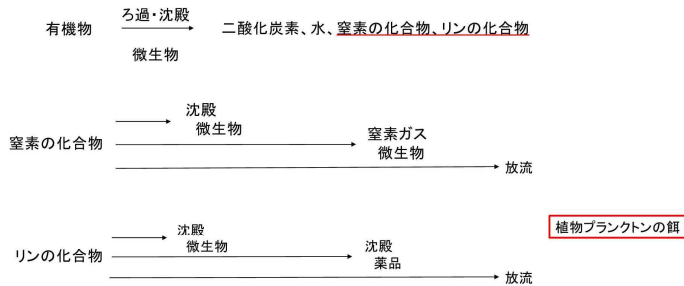 有機物 ろ過・沈殿 二酸化炭素、水、窒素の化合物、リンの化合物
微生物
沈殿
微生物
窒素の化合物
窒素ガス
微生物
放流
植物プランクトンの餌
沈殿
微生物
リンの化合物
沈殿
薬品
放流